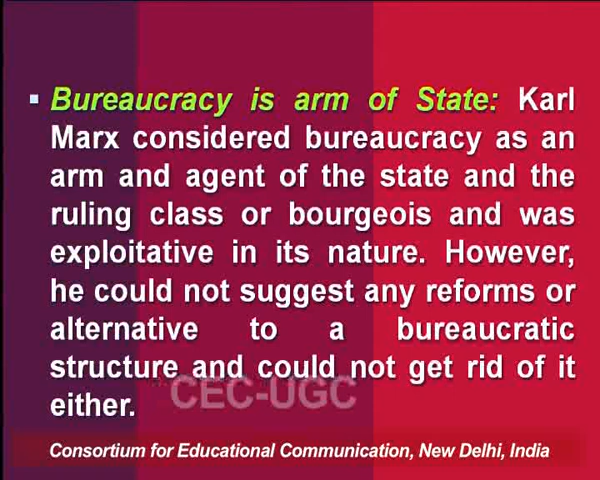 ▪ Bureaucracy is arm of State: Karl
Marx considered bureaucracy as an
arm and agent of the state and the
ruling class or bourgeois and was
exploitative in its nature. However,
he could not suggest any reforms or
alternative to a bureaucratic
structure and could not get rid of it
either.
CEC-UGC
Consortium for Educational Communication, New Delhi, India